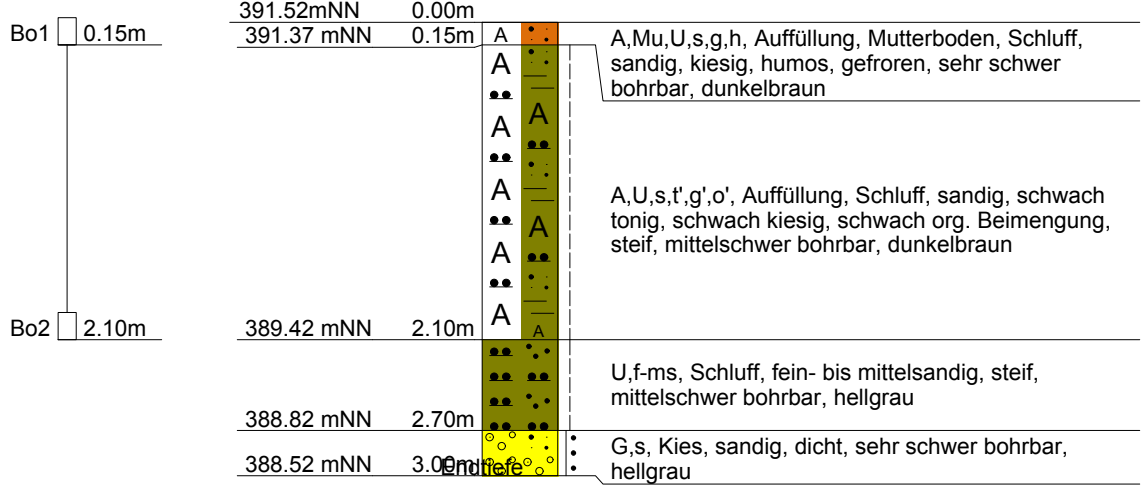 391.52mNN 0.00m
Bo1 0.15m
391.37 mNN 0.15m
A
A,Mu,U,s,g,h, Auffüllung, Mutterboden, Schluff,
sandig, kiesig, humos, gefroren, sehr schwer
bohrbar, dunkelbraun
A
A
A
A
A
A,U,s,t',g',o', Auffüllung, Schluff, sandig, schwach
tonig, schwach kiesig, schwach org. Beimengung,
steif, mittelschwer bohrbar, dunkelbraun
A
A
A
Bo2 2.10m
389.42 mNN 2.10m
U,f-ms, Schluff, fein- bis mittelsandig, steif,
mittelschwer bohrbar, hellgrau
388.82 mNN 2.70m
G,s, Kies, sandig, dicht, sehr schwer bohrbar,
hellgrau
388.52 mNN 3.00m
Endtiefe